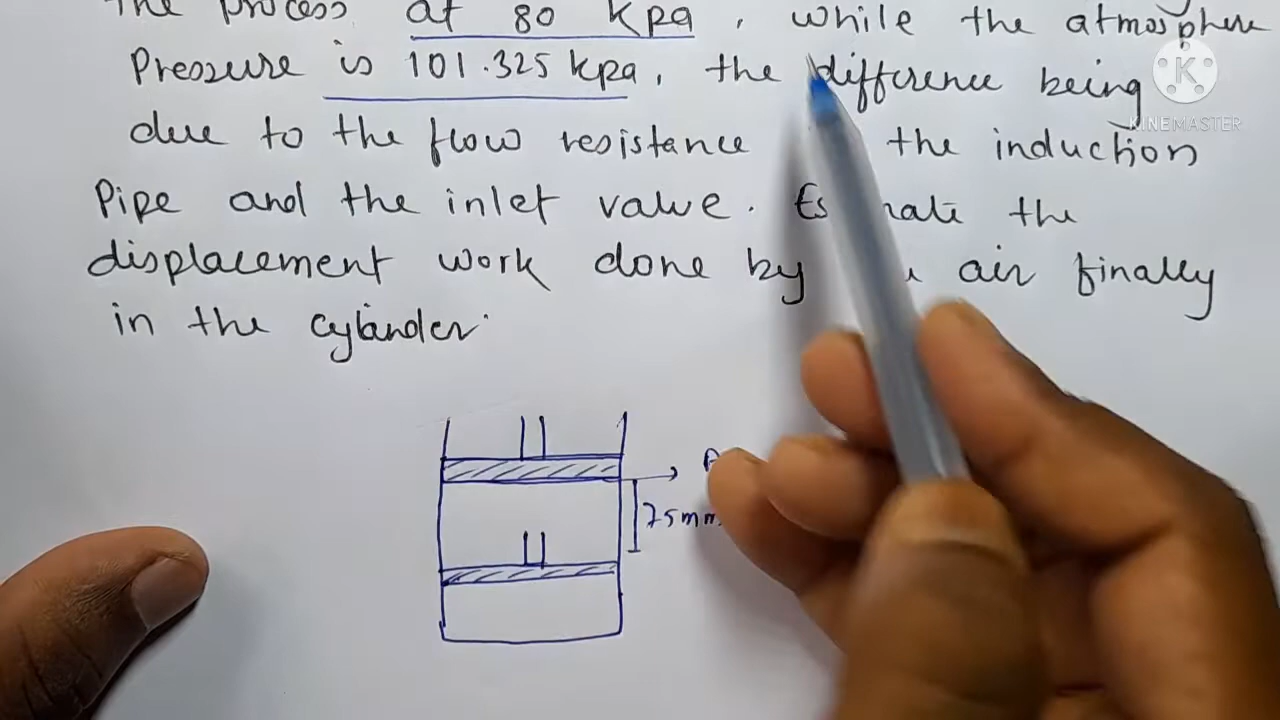 The process at 80 kpa, while the atmosphere
Pressure is 101.325 kpa, the difference being
due to the flow resistance the induction
Pipe and the inlet valve.
displacement work done by air finally
in the cylinder.
75mm
K
KINEMASTER